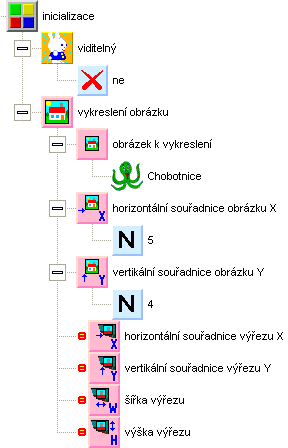 inicializace
viditelný
ne
vykreslení obrázku
obrázek k vykreslení
Chobotnice
horizontální souřadnice obrázku X
X
N 5
vertikální souřadnice obrázku Y
Y
N 4
horizontální souřadnice výřezu X
X
vertikální souřadnice výřezu Y
Y
šířka výřezu
W
výška výřezu
H